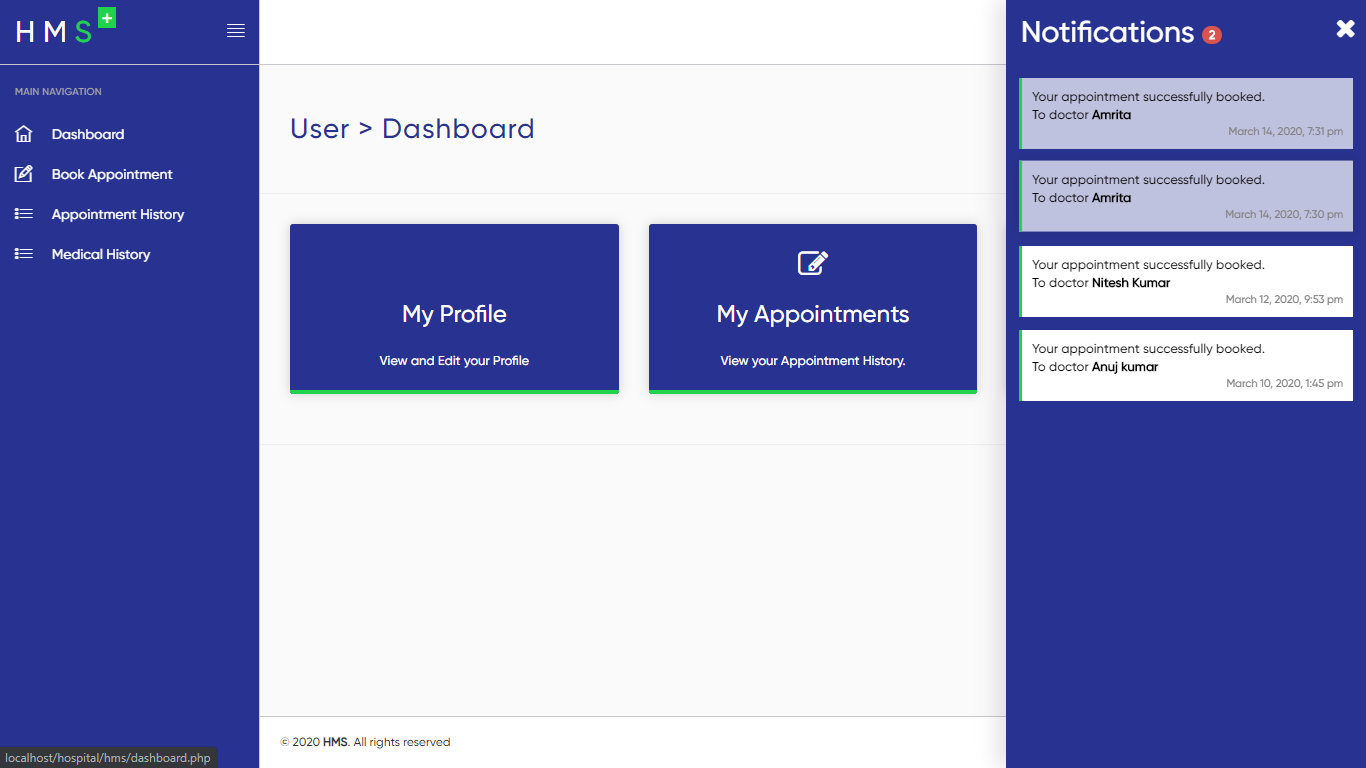 HMS+
MAIN NAVIGATION
Dashboard
Book Appointment
Appointment History
Medical History
User > Dashboard
My Profile
View and Edit your Profile
My Appointments
View your Appointment History.
© 2020 HMS. All rights reserved
localhost/hospital/hms/dashboard.php
Notifications 2
Your appointment successfully booked.
To doctor Amrita
March 14, 2020, 7:31 pm
Your appointment successfully booked.
To doctor Amrita
March 14, 2020, 7:30 pm
Your appointment successfully booked.
To doctor Nitesh Kumar
March 12, 2020, 9:53 pm
Your appointment successfully booked.
To doctor Anuj kumar
March 10, 2020, 1:45 pm